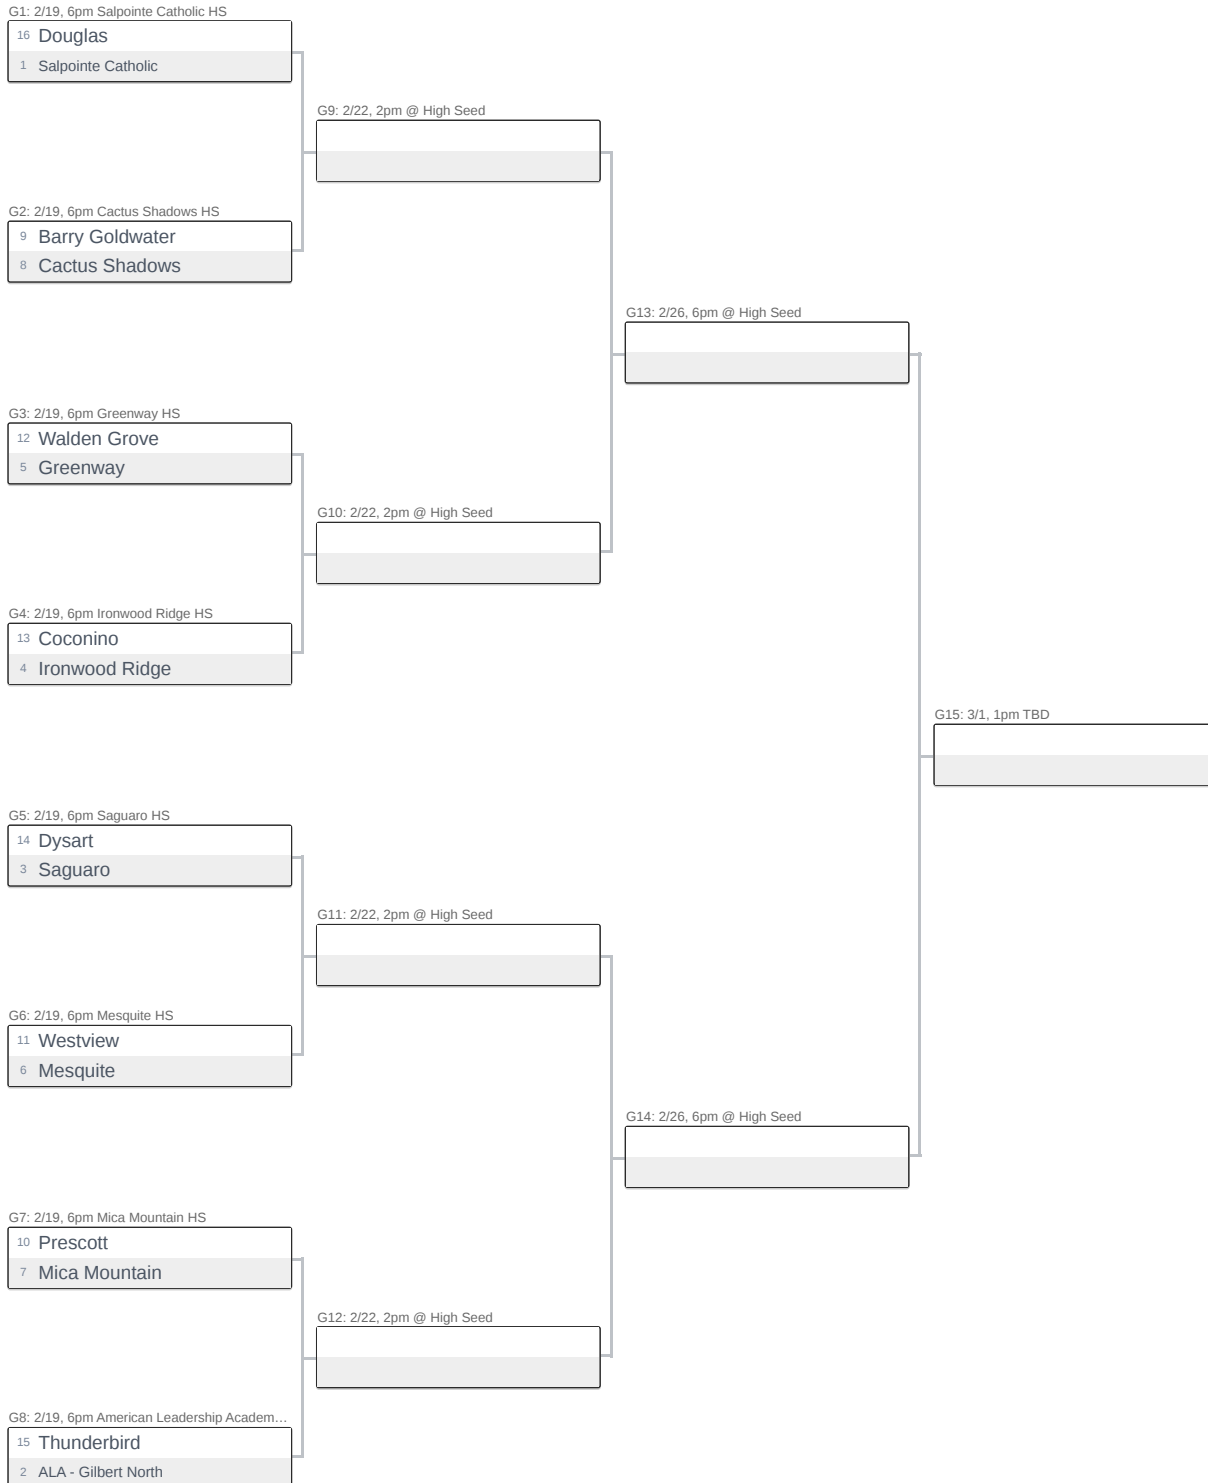 G1: 2/19, 6pm Salpointe Catholic HS
16 Douglas
1 Salpointe Catholic
G9: 2/22, 2pm @ High Seed
G2: 2/19, 6pm Cactus Shadows HS
9 Barry Goldwater
8 Cactus Shadows
G13: 2/26, 6pm @ High Seed
G3: 2/19, 6pm Greenway HS
12 Walden Grove
5 Greenway
G10: 2/22, 2pm @ High Seed
G4: 2/19, 6pm Ironwood Ridge HS
13 Coconino
4 Ironwood Ridge
G15: 3/1, 1pm TBD
G5: 2/19, 6pm Saguaro HS
14 Dysart
3 Saguaro
G11: 2/22, 2pm @ High Seed
G6: 2/19, 6pm Mesquite HS
11 Westview
6 Mesquite
G14: 2/26, 6pm @ High Seed
G7: 2/19, 6pm Mica Mountain HS
10 Prescott
7 Mica Mountain
G12: 2/22, 2pm @ High Seed
G8: 2/19, 6pm American Leadership Academ…
15 Thunderbird
2 ALA - Gilbert North